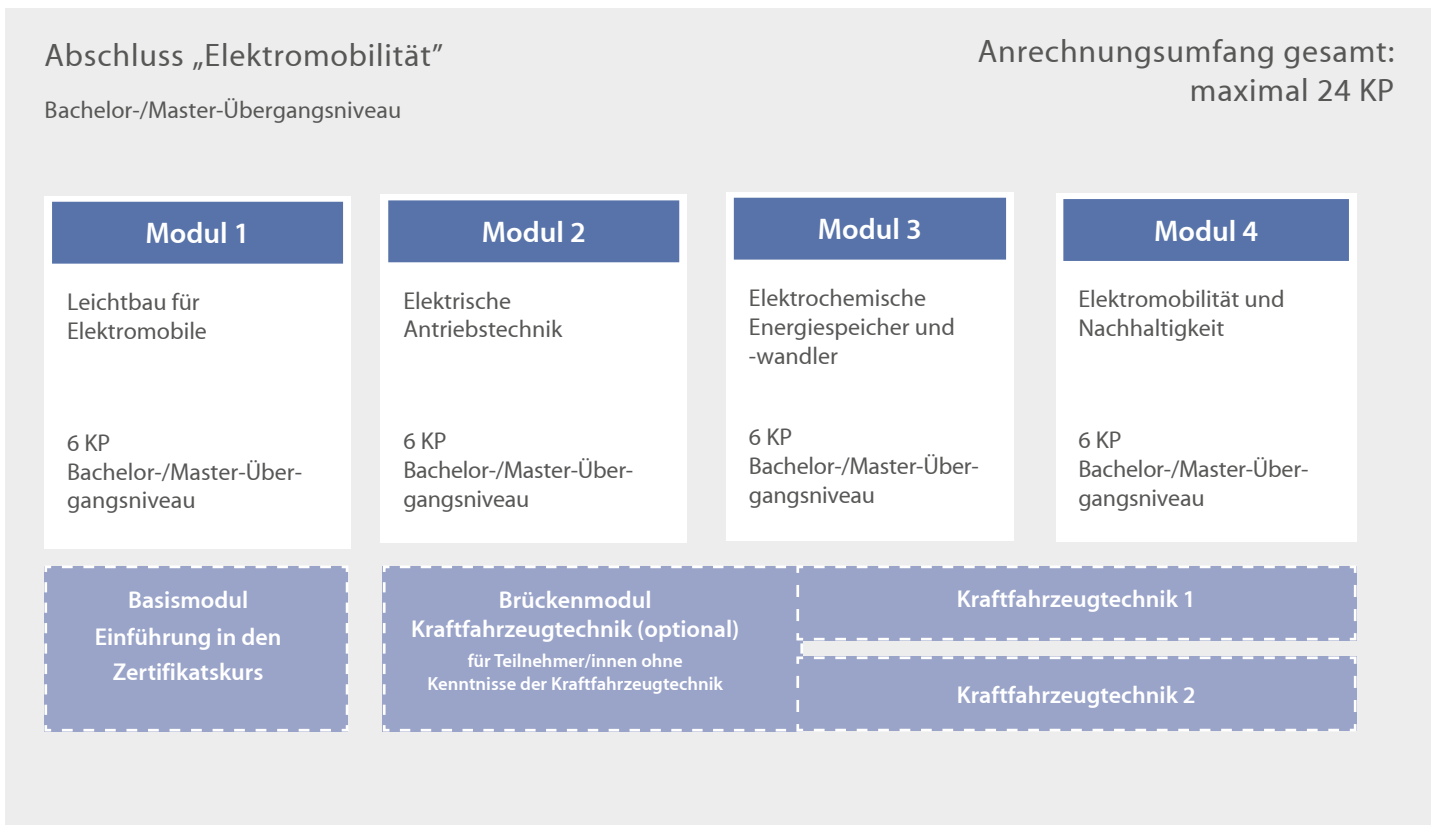 Abschluss „Elektromobilität”
Bachelor-/Master-Übergangsniveau
Anrechnungsumfang gesamt:
maximal 24 KP
Modul 1
Leichtbau für
Elektromobile
6 KP
Bachelor-/Master-Über-
gangsniveau
Modul 2
Elektrische
Antriebstechnik
6 KP
Bachelor-/Master-Über-
gangsniveau
Modul 3
Elektrochemische
Energiespeicher und
-wandler
6 KP
Bachelor-/Master-Über-
gangsniveau
Modul 4
Elektromobilität und
Nachhaltigkeit
6 KP
Bachelor-/Master-Über-
gangsniveau
Basismodul
Einführung in den
Zertifikatskurs
Brückenmodul
Kraftfahrzeugtechnik (optional)
für Teilnehmer/innen ohne
Kenntnisse der Kraftfahrzeugtechnik
Kraftfahrzeugtechnik 1
Kraftfahrzeugtechnik 2